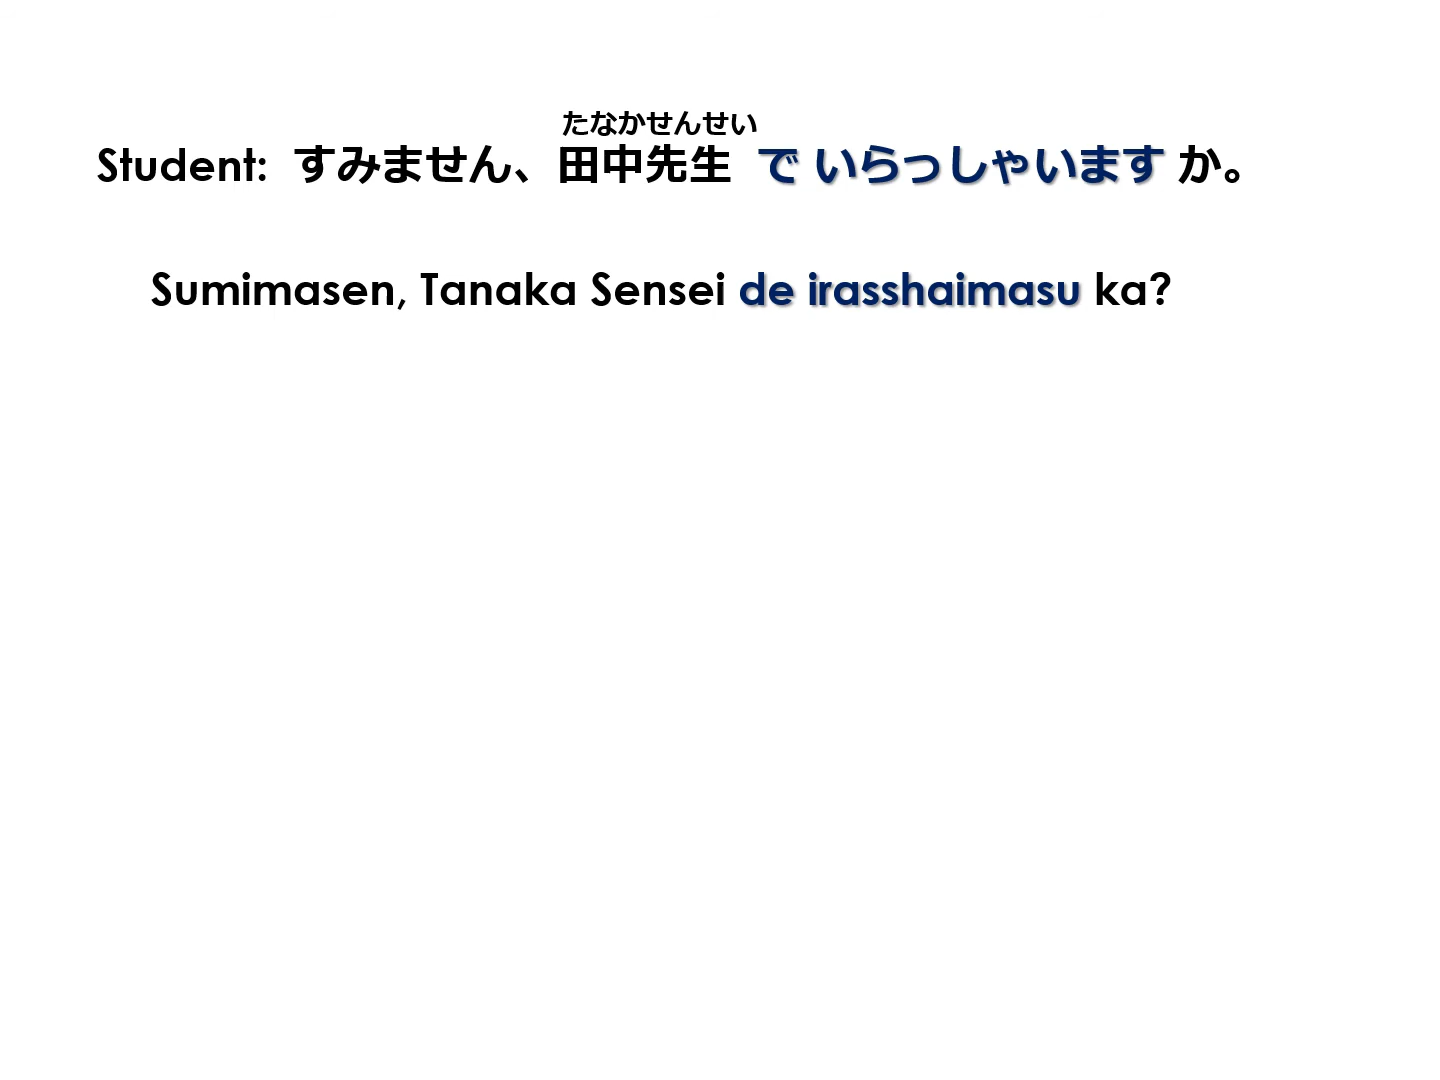 たなかせんせい
Student: すみません、田中先生 で いらっしゃいます か。
Sumimasen, Tanaka Sensei de irasshaimasu ka?